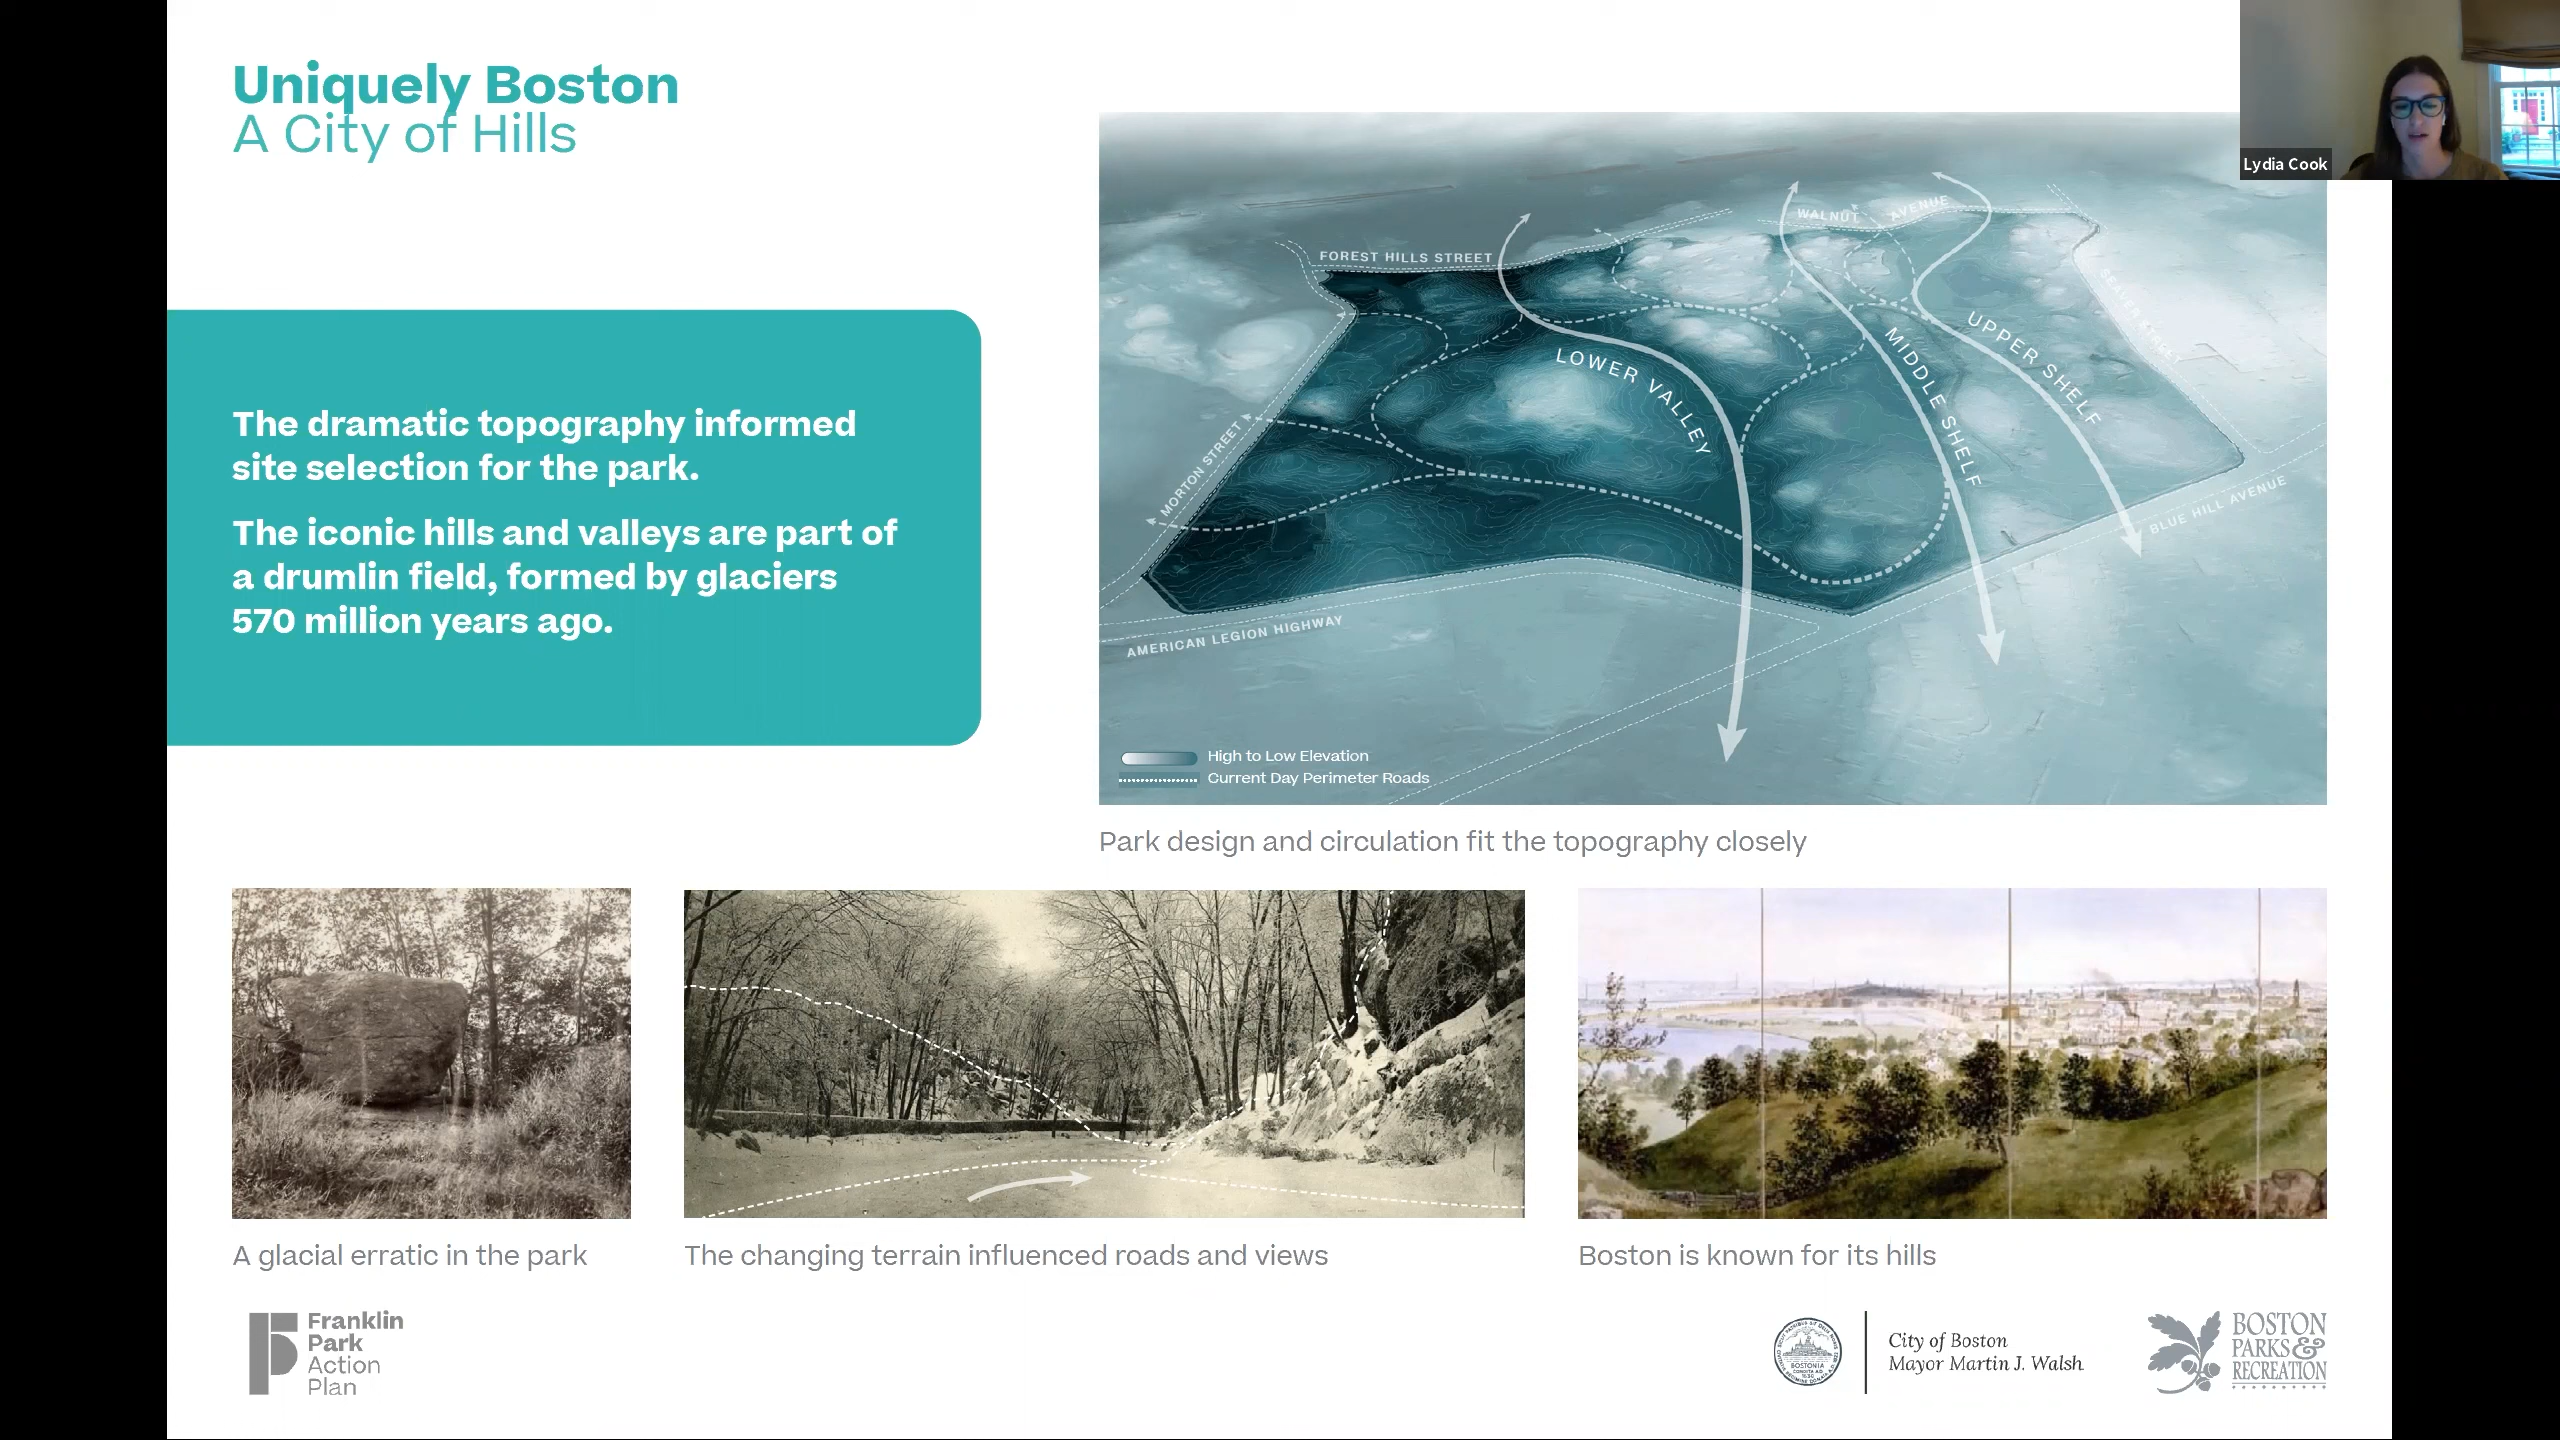 Uniquely Boston
A City of Hills
Lydia Cook
The dramatic topography informed
site selection for the park.
The iconic hills and valleys are part of
a drumlin field, formed by glaciers
570 million years ago.
FOREST HILLS STREET
WALNUT AVENUE
SEAVER STREET
LOWER VALLEY
MIDDLE SHELF
UPPER SHELF
MORTON STREET
BLUE HILL AVENUE
AMERICAN LEGION HIGHWAY
High to Low Elevation
Current Day Perimeter Roads
Park design and circulation fit the topography closely
A glacial erratic in the park
The changing terrain influenced roads and views
Boston is known for its hills
Franklin
Park
Action
Plan
BOSTONIA
City of Boston
Mayor Martin J. Walsh
BOSTON
PARKS &
RECREATION